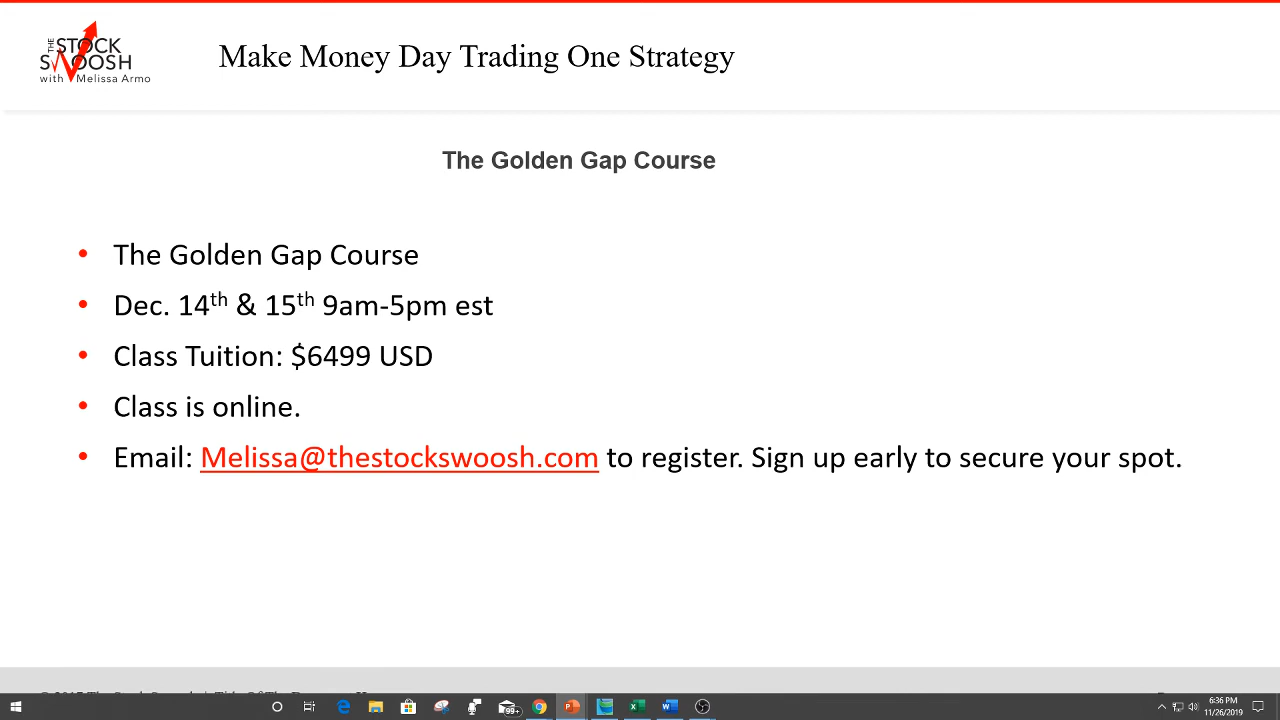 THE STOCK SWOOSH
with Melissa Armo
Make Money Day Trading One Strategy
The Golden Gap Course
• The Golden Gap Course
• Dec. 14th & 15th 9am-5pm est
• Class Tuition: $6499 USD
• Class is online.
• Email: Melissa@thestockswoosh.com to register. Sign up early to secure your spot.
99+
6:36 PM
11/26/2019